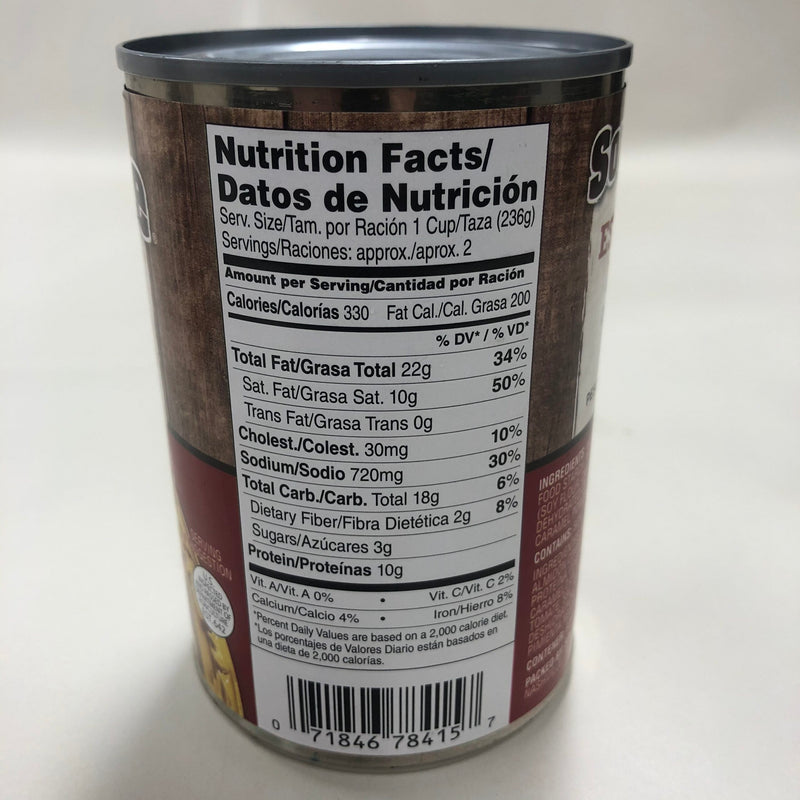 Nutrition Facts/
Datos de Nutrición
Serv. Size/Tam. por Ración 1 Cup/Taza (236g)
Servings/Raciones: approx./aprox. 2
Amount per Serving/Cantidad por Ración
Calories/Calorías 330 Fat Cal./Cal. Grasa 200
% DV* / % VD*
Total Fat/Grasa Total 22g 34%
Sat. Fat/Grasa Sat. 10g 50%
Trans Fat/Grasa Trans 0g
Cholest./Colest. 30mg 10%
Sodium/Sodio 720mg 30%
Total Carb./Carb. Total 18g 6%
Dietary Fiber/Fibra Dietética 2g 8%
Sugars/Azúcares 3g
Protein/Proteínas 10g
Vit. A/Vit. A 0% • Vit. C/Vit. C 2%
Calcium/Calcio 4% • Iron/Hierro 8%
*Percent Daily Values are based on a 2,000 calorie diet.
*Los porcentajes de Valores Diario están basados en
una dieta de 2,000 calorías.
0 71846 78415 7
SERVING
U.S.
INGREDIENTS
CONTAINS